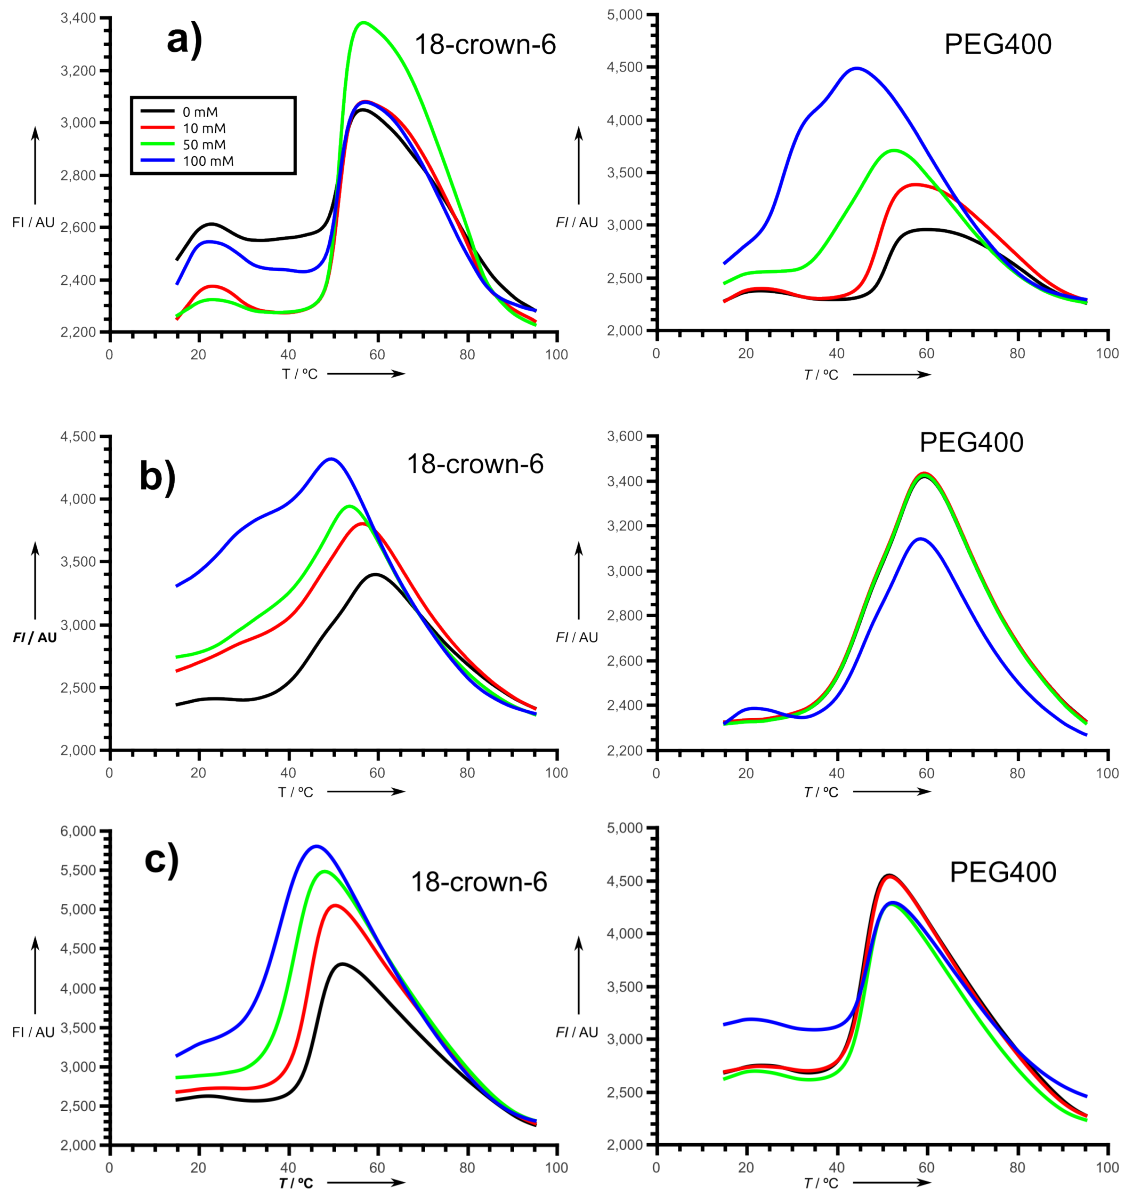 a)
18-crown-6
3,400
3,200
3,000
2,800
2,600
2,400
2,200
0 mM
10 mM
50 mM
100 mM
FI / AU
0 20 40 60 80 100
T / ºC
PEG400
5,000
4,500
4,000
3,500
3,000
2,500
2,000
FI / AU
0 20 40 60 80 100
T / ºC
b)
18-crown-6
4,500
4,000
3,500
3,000
2,500
2,000
FI / AU
0 20 40 60 80 100
T / ºC
PEG400
3,600
3,400
3,200
3,000
2,800
2,600
2,400
2,200
FI / AU
0 20 40 60 80 100
T / ºC
c)
18-crown-6
6,000
5,500
5,000
4,500
4,000
3,500
3,000
2,500
2,000
FI / AU
0 20 40 60 80 100
T / ºC
PEG400
5,000
4,500
4,000
3,500
3,000
2,500
2,000
FI / AU
0 20 40 60 80 100
T / ºC